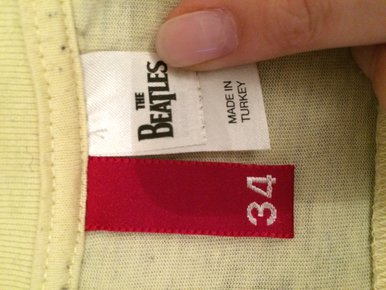 THE
BEATLES
MADE IN
TURKEY
34